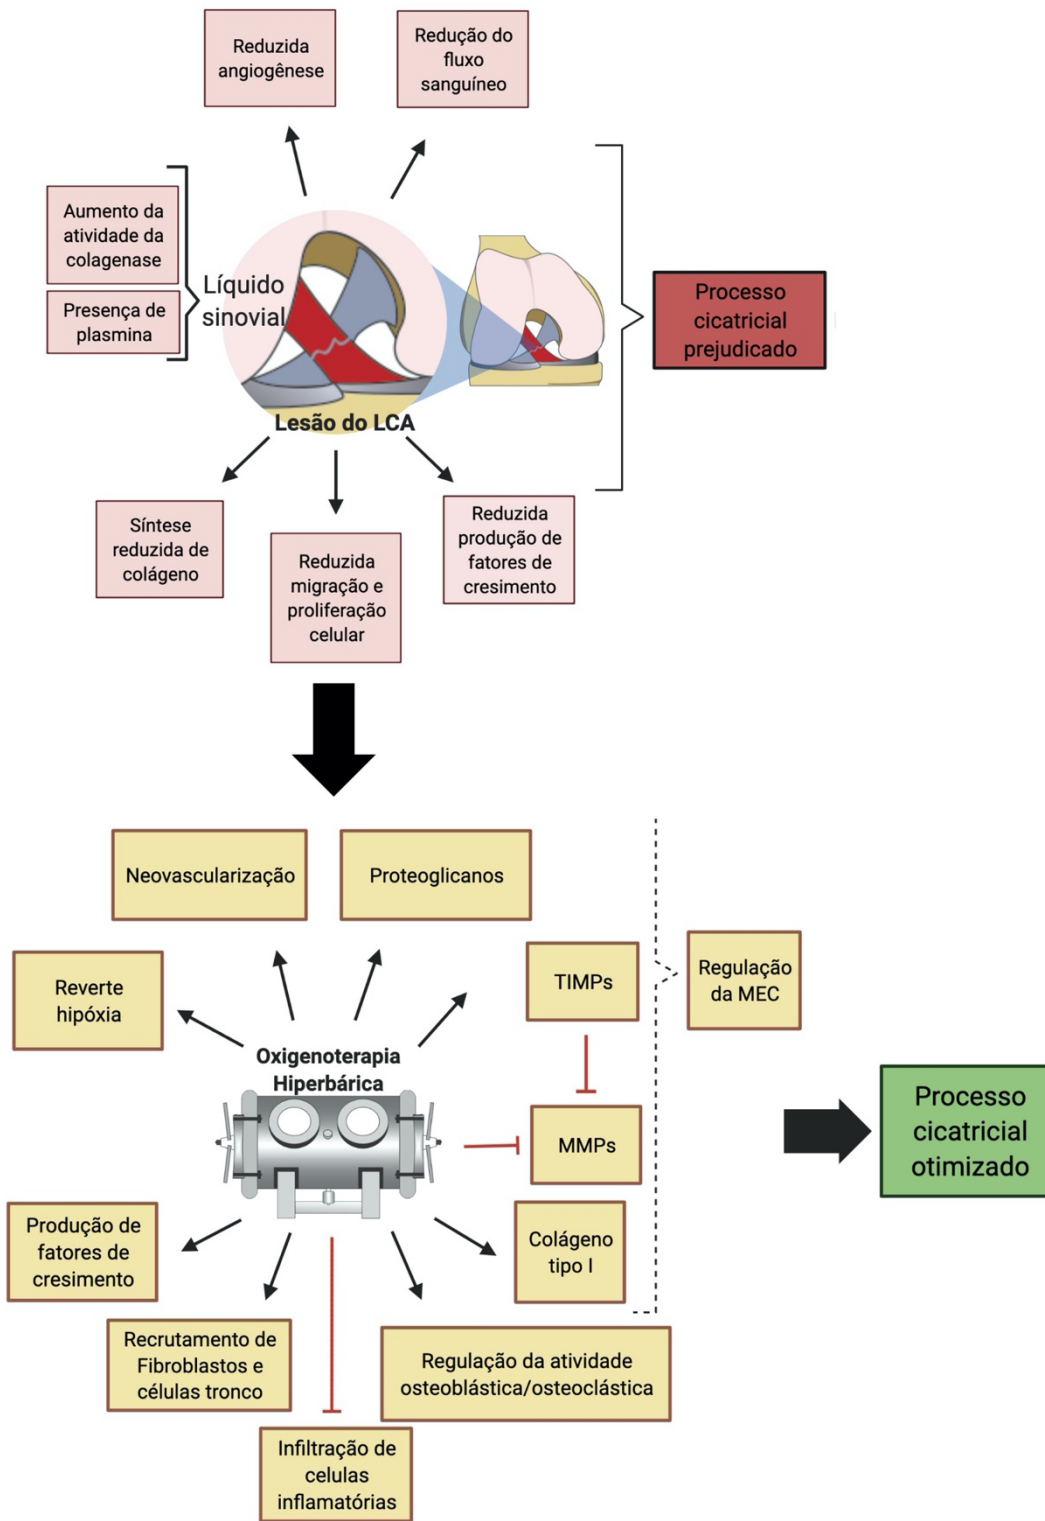 Reduzida
angiogênese
Redução do
fluxo
sanguíneo
Aumento da
atividade da
colagenase
Presença de
plasmina
Líquido
sinovial
Lesão do LCA
Processo
cicatricial
prejudicado
Síntese
reduzida de
colágeno
Reduzida
migração e
proliferação
celular
Reduzida
produção de
fatores de
cresimento
Neovascularização
Proteoglicanos
Reverte
hipóxia
TIMPs
Regulação
da MEC
Oxigenoterapia
Hiperbárica
MMPs
Processo
cicatricial
otimizado
Produção de
fatores de
cresimento
Colágeno
tipo I
Recrutamento de
Fibroblastos e
células tronco
Regulação da atividade
osteoblástica/osteoclástica
Infiltração de
celulas
inflamatórias